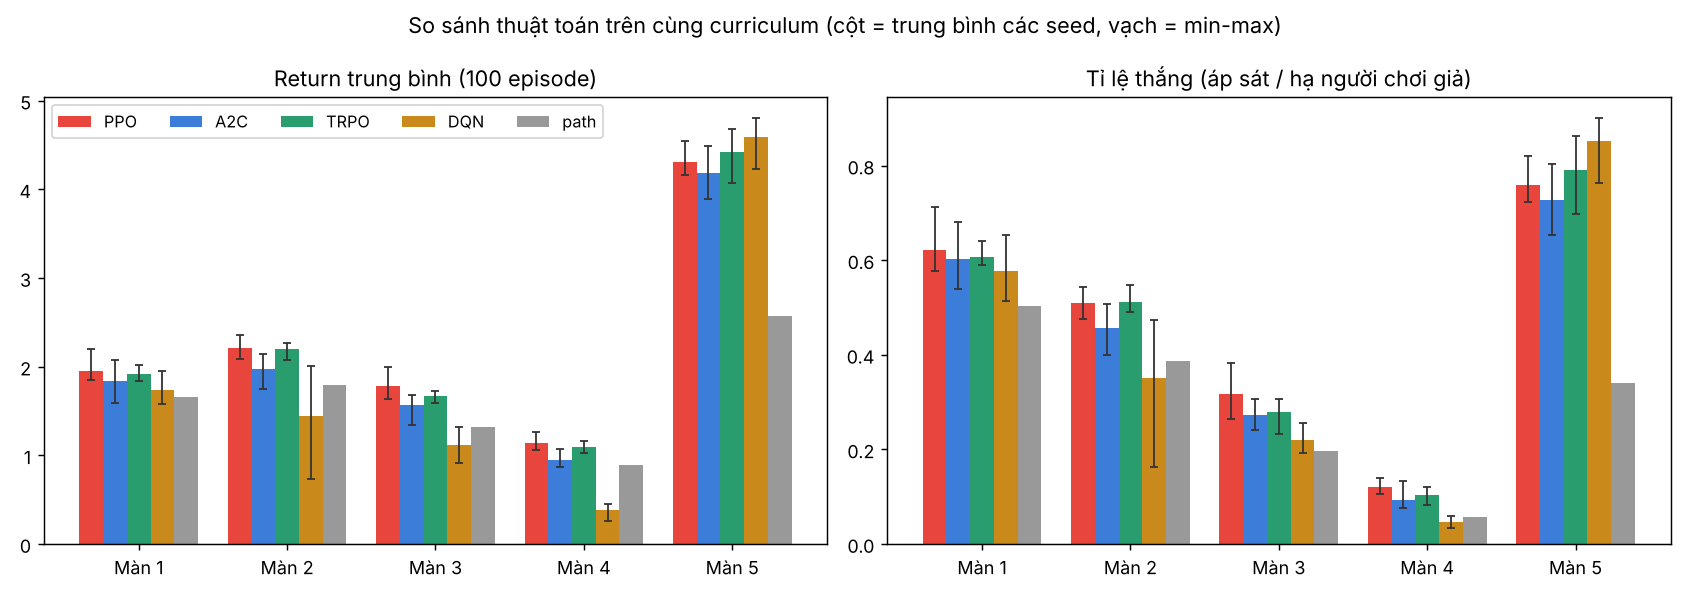 So sánh thuật toán trên cùng curriculum (cột = trung bình các seed, vạch = min-max)
Return trung bình (100 episode)
PPO A2C TRPO DQN path
5
4
3
2
1
0
Màn 1 Màn 2 Màn 3 Màn 4 Màn 5
Tỉ lệ thắng (áp sát / hạ người chơi giả)
0.8
0.6
0.4
0.2
0.0
Màn 1 Màn 2 Màn 3 Màn 4 Màn 5